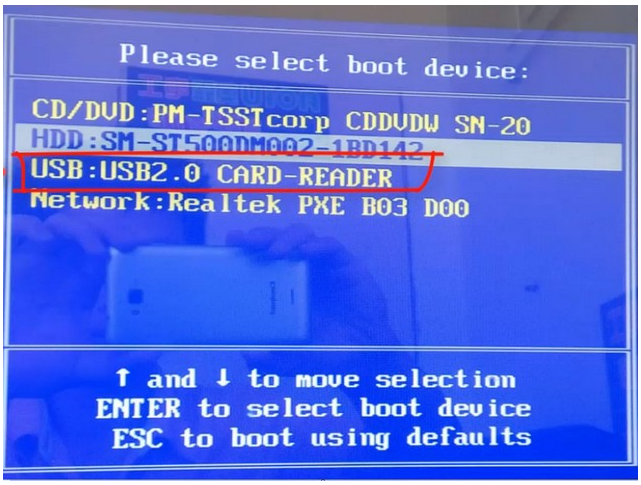 Please select boot device:
CD/DVD:PM-TSSTcorp CDDVDW SN-20
HDD:SM-ST500DM002-1BD142
USB:USB2.0 CARD-READER
Network:Realtek PXE B03 D00
↑ and ↓ to move selection
ENTER to select boot device
ESC to boot using defaults